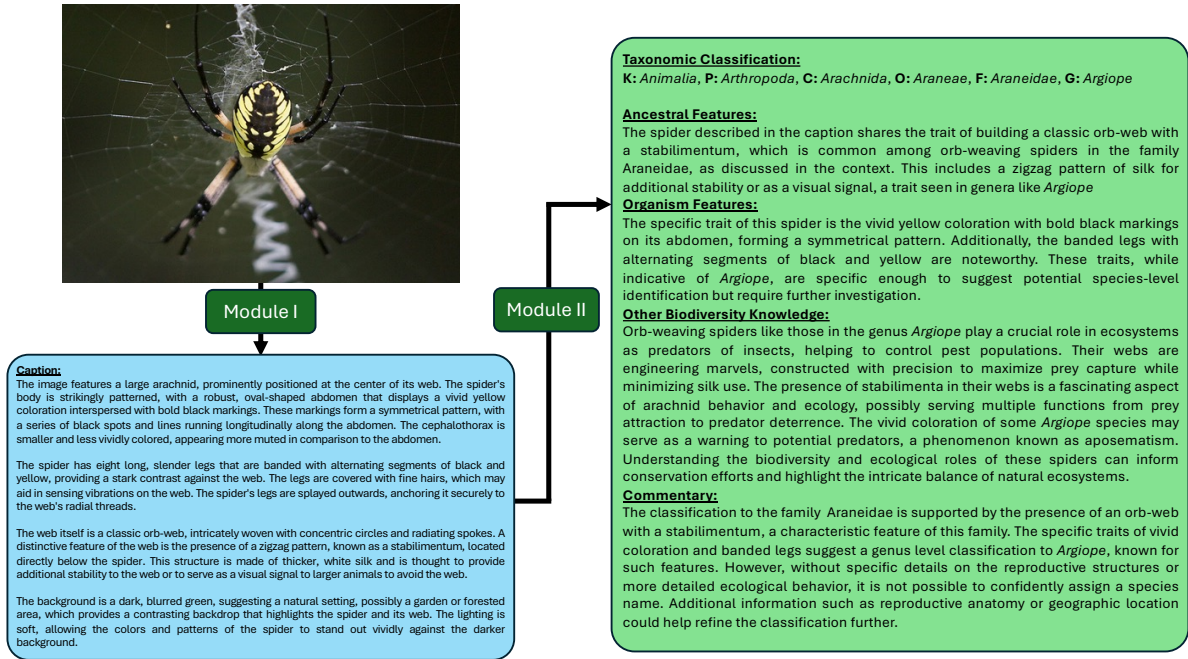 Module I
Caption:
The image features a large arachnid, prominently positioned at the center of its web. The spider's
body is strikingly patterned, with a robust, oval-shaped abdomen that displays a vivid yellow
coloration interspersed with bold black markings. These markings form a symmetrical pattern, with
a series of black spots and lines running longitudinally along the abdomen. The cephalothorax is
smaller and less vividly colored, appearing more muted in comparison to the abdomen.
The spider has eight long, slender legs that are banded with alternating segments of black and
yellow, providing a stark contrast against the web. The legs are covered with fine hairs, which may
aid in sensing vibrations on the web. The spider's legs are splayed outwards, anchoring it securely to
the web's radial threads.
The web itself is a classic orb-web, intricately woven with concentric circles and radiating spokes. A
distinctive feature of the web is the presence of a zigzag pattern, known as a stabilimentum, located
directly below the spider. This structure is made of thicker, white silk and is thought to provide
additional stability to the web or to serve as a visual signal to larger animals to avoid the web.
The background is a dark, blurred green, suggesting a natural setting, possibly a garden or forested
area, which provides a contrasting backdrop that highlights the spider and its web. The lighting is
soft, allowing the colors and patterns of the spider to stand out vividly against the darker
background.
Module II
Taxonomic Classification:
K: Animalia, P: Arthropoda, C: Arachnida, O: Araneae, F: Araneidae, G: Argiope
Ancestral Features:
The spider described in the caption shares the trait of building a classic orb-web with
a stabilimentum, which is common among orb-weaving spiders in the family
Araneidae, as discussed in the context. This includes a zigzag pattern of silk for
additional stability or as a visual signal, a trait seen in genera like Argiope
Organism Features:
The specific trait of this spider is the vivid yellow coloration with bold black markings
on its abdomen, forming a symmetrical pattern. Additionally, the banded legs with
alternating segments of black and yellow are noteworthy. These traits, while
indicative of Argiope, are specific enough to suggest potential species-level
identification but require further investigation.
Other Biodiversity Knowledge:
Orb-weaving spiders like those in the genus Argiope play a crucial role in ecosystems
as predators of insects, helping to control pest populations. Their webs are
engineering marvels, constructed with precision to maximize prey capture while
minimizing silk use. The presence of stabilimenta in their webs is a fascinating aspect
of arachnid behavior and ecology, possibly serving multiple functions from prey
attraction to predator deterrence. The vivid coloration of some Argiope species may
serve as a warning to potential predators, a phenomenon known as aposematism.
Understanding the biodiversity and ecological roles of these spiders can inform
conservation efforts and highlight the intricate balance of natural ecosystems.
Commentary:
The classification to the family Araneidae is supported by the presence of an orb-web
with a stabilimentum, a characteristic feature of this family. The specific traits of vivid
coloration and banded legs suggest a genus level classification to Argiope, known for
such features. However, without specific details on the reproductive structures or
more detailed ecological behavior, it is not possible to confidently assign a species
name. Additional information such as reproductive anatomy or geographic location
could help refine the classification further.